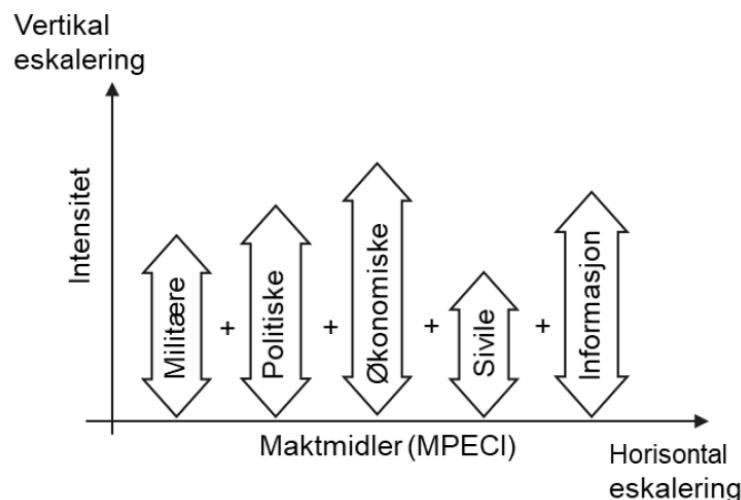 Vertikal
eskalering
Intensitet
Militære
+
Politiske
+
Økonomiske
+
Sivile
+
Informasjon
Maktmidler (MPECI)
Horisontal
eskalering